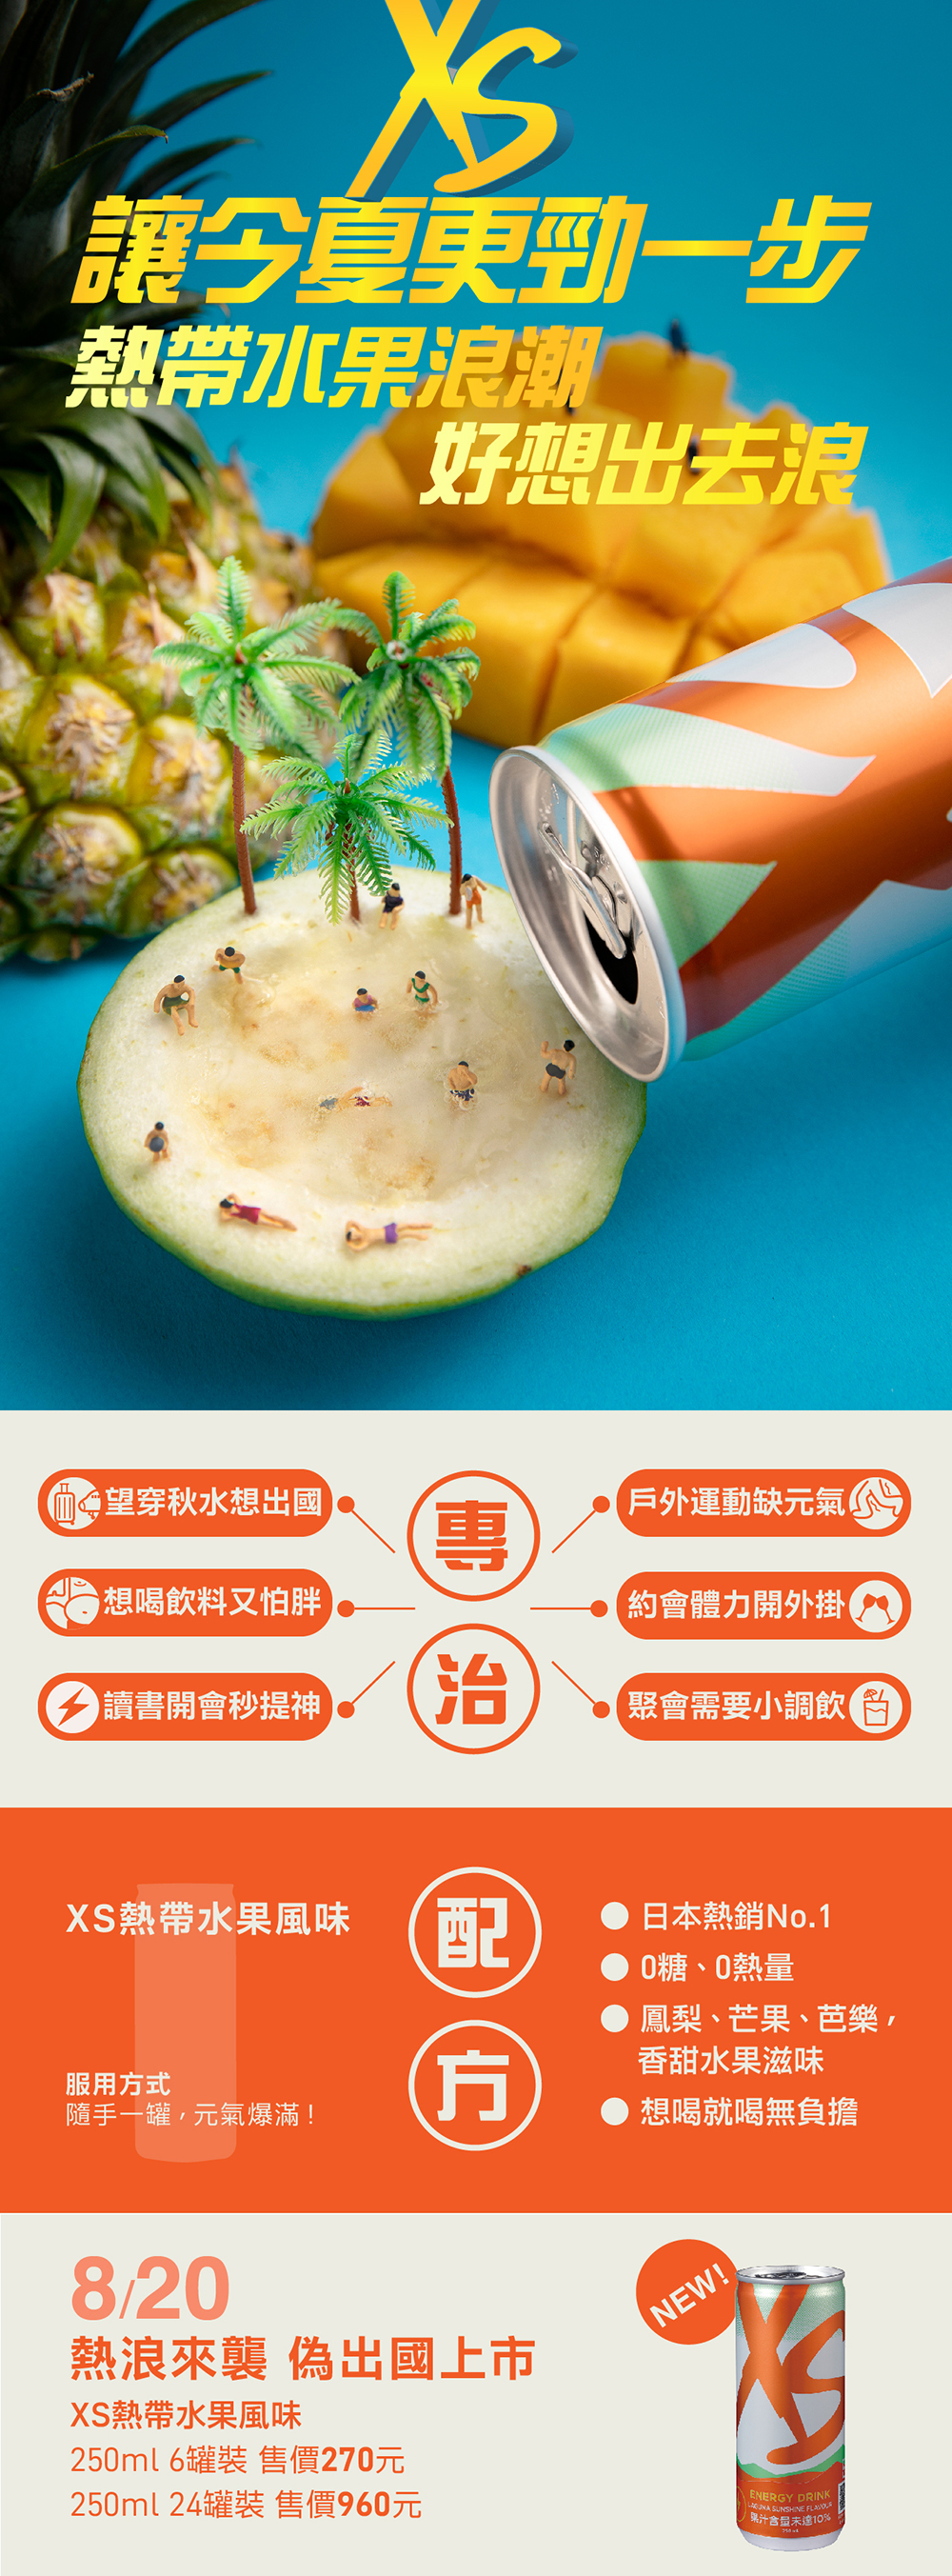 XS
讓今夏更勁一步
熱帶水果浪潮
好想出去浪
專治
望穿秋水想出國
想喝飲料又怕胖
讀書開會秒提神
戶外運動缺元氣
約會體力開外掛
聚會需要小調飲
配方
XS熱帶水果風味
服用方式
隨手一罐，元氣爆滿！
● 日本熱銷No.1
● 0糖、0熱量
● 鳳梨、芒果、芭樂，
香甜水果滋味
● 想喝就喝無負擔
8/20
熱浪來襲 偽出國上市
XS熱帶水果風味
250ml 6罐裝 售價270元
250ml 24罐裝 售價960元
NEW!
XS
ENERGY DRINK
LAGUNA SUNSHINE FLAVOUR
果汁含量未達10%